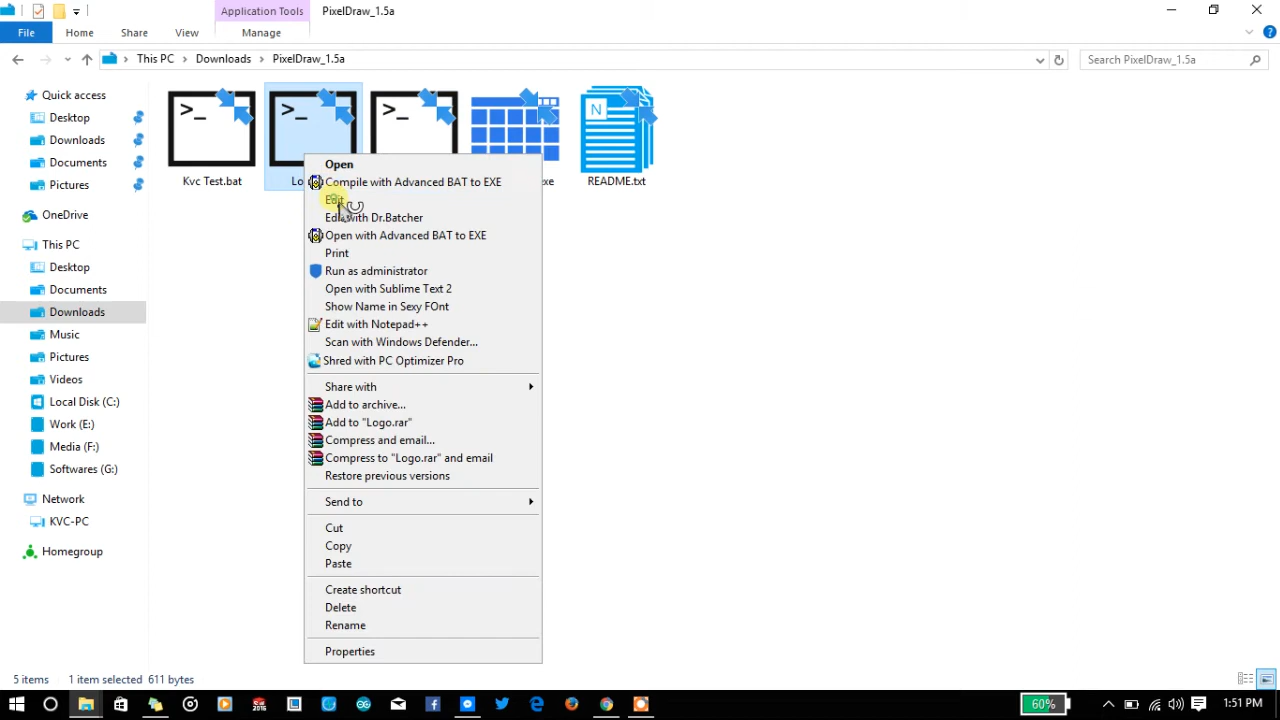 Application Tools
PixelDraw_1.5a
File
Home
Share
View
Manage
This PC
Downloads
PixelDraw_1.5a
Search PixelDraw_1.5a
Quick access
Desktop
Downloads
Documents
Pictures
OneDrive
This PC
Desktop
Documents
Downloads
Music
Pictures
Videos
Local Disk (C:)
Work (E:)
Media (F:)
Softwares (G:)
Network
KVC-PC
Homegroup
Kvc Test.bat
README.txt
Open
Compile with Advanced BAT to EXE
Edit
Edit with Dr.Batcher
Open with Advanced BAT to EXE
Print
Run as administrator
Open with Sublime Text 2
Show Name in Sexy FOnt
Edit with Notepad++
Scan with Windows Defender...
Shred with PC Optimizer Pro
Share with
Add to archive...
Add to "Logo.rar"
Compress and email...
Compress to "Logo.rar" and email
Restore previous versions
Send to
Cut
Copy
Paste
Create shortcut
Delete
Rename
Properties
5 items
1 item selected 611 bytes
60%
1:51 PM